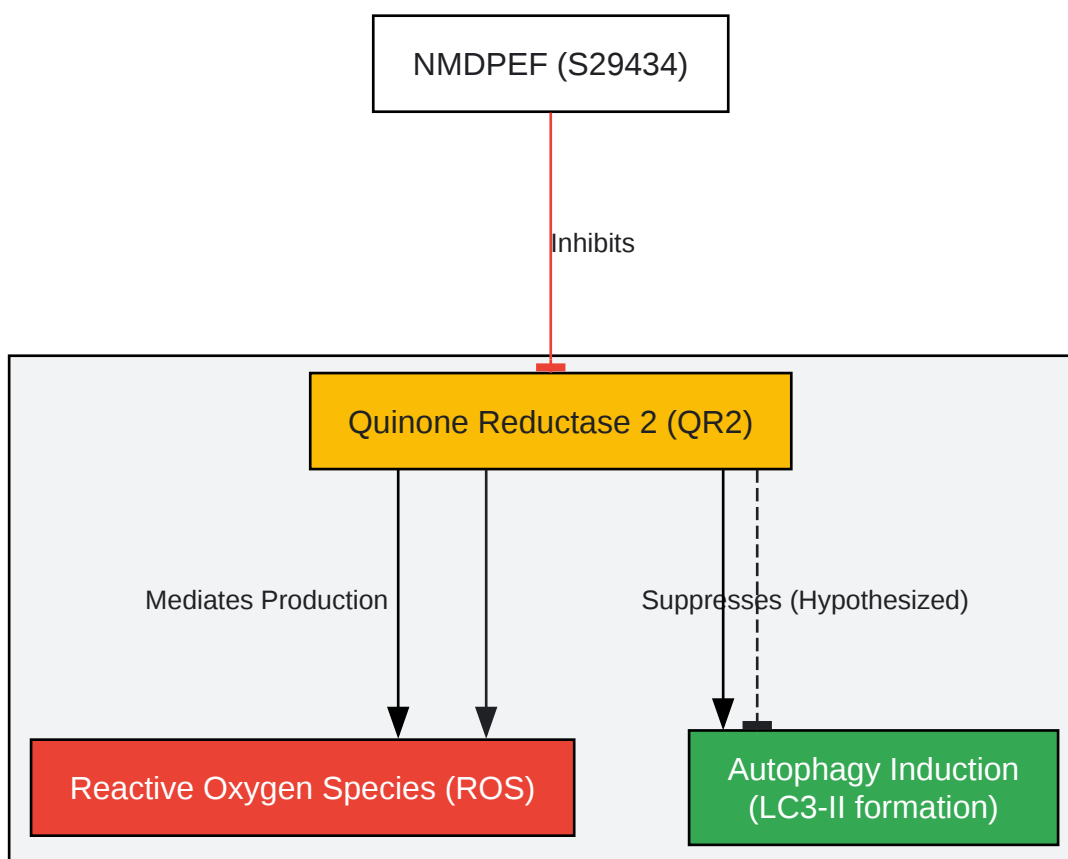 NMDPEF (S29434)
Inhibits
Quinone Reductase 2 (QR2)
Mediates Production
Suppresses (Hypothesized)
Reactive Oxygen Species (ROS)
Autophagy Induction
(LC3-II formation)